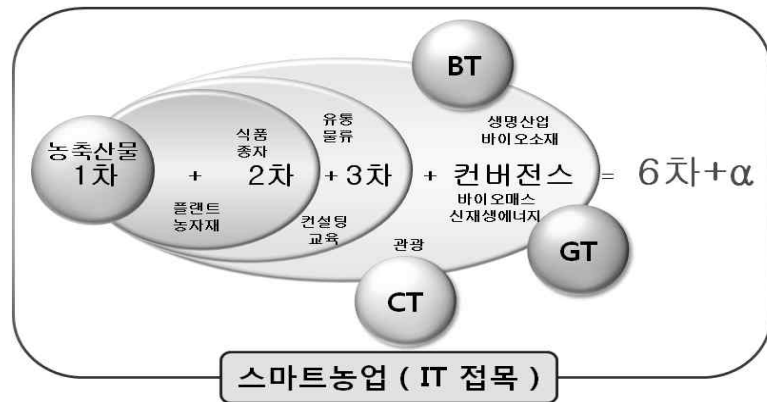 BT
생명산업
바이오소재
유통
물류
식품
종자
농축산물
1차 + 2차 +3차 + 컨버전스 = 6차+α
플랜트
농자재
컨설팅
교육
바이오매스
신재생에너지
관광
GT
CT
스마트농업 ( IT 접목 )